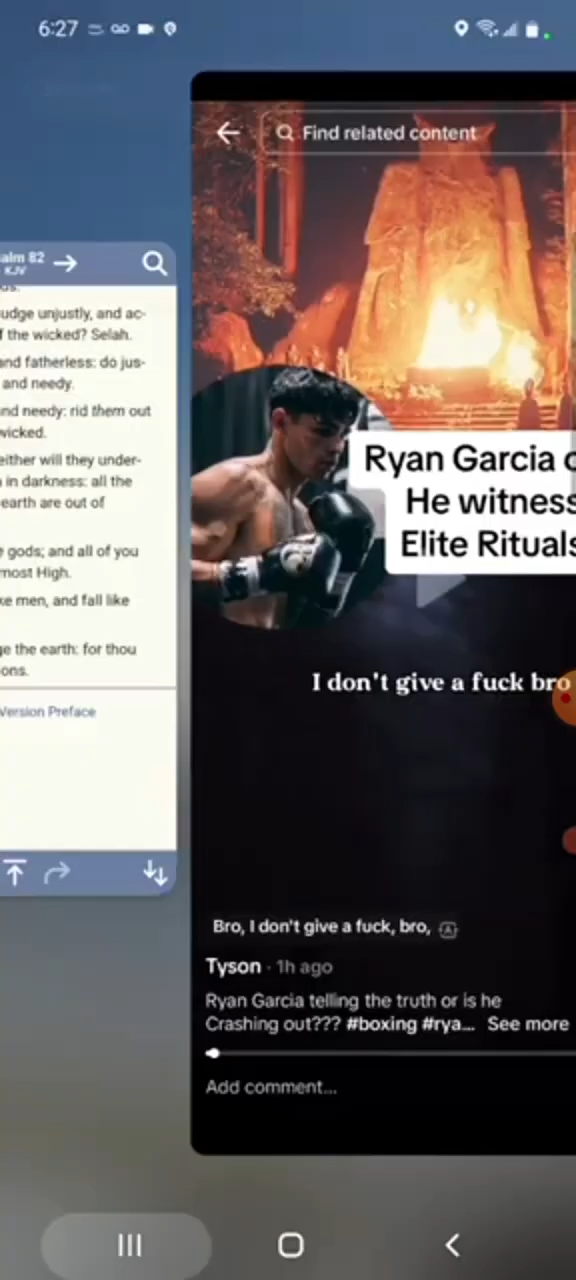 6:27
alm 82
KJV
udge unjustly, and ac-
f the wicked? Selah.
and fatherless: do jus-
and needy.
nd needy: rid them out
wicked.
either will they under-
in darkness: all the
earth are out of
e gods; and all of you
most High.
ke men, and fall like
ge the earth: for thou
ons.
Version Preface
Find related content
Ryan Garcia c
He witness
Elite Rituals
I don't give a fuck bro
Bro, I don't give a fuck, bro,
Tyson · 1h ago
Ryan Garcia telling the truth or is he
Crashing out??? #boxing #rya... See more
Add comment...